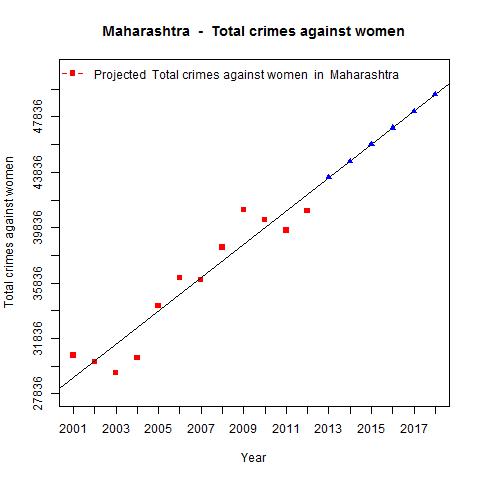 Maharashtra - Total crimes against women
Projected Total crimes against women in Maharashtra
47836
43836
39836
35836
31836
27836
Total crimes against women
2001 2003 2005 2007 2009 2011 2013 2015 2017
Year